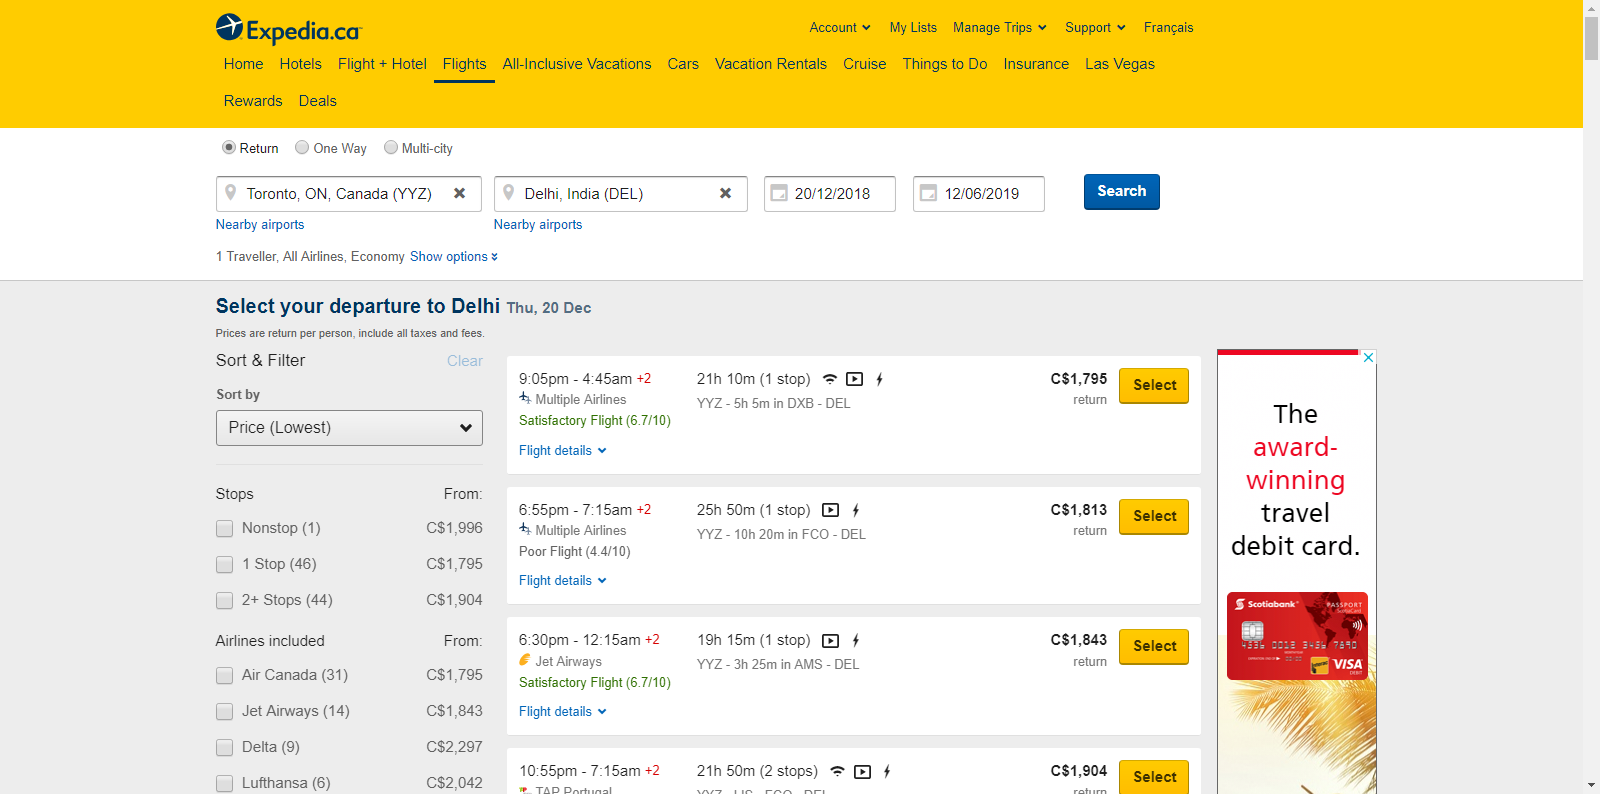 Expedia.ca
Account My Lists Manage Trips Support Français
Home Hotels Flight + Hotel Flights All-Inclusive Vacations Cars Vacation Rentals Cruise Things to Do Insurance Las Vegas
Rewards Deals
Return One Way Multi-city
Toronto, ON, Canada (YYZ) Delhi, India (DEL) 20/12/2018 12/06/2019 Search
Nearby airports Nearby airports
1 Traveller, All Airlines, Economy Show options
Select your departure to Delhi Thu, 20 Dec
Prices are return per person, include all taxes and fees.
Sort & Filter Clear
Sort by
Price (Lowest)
Stops From:
Nonstop (1) C$1,996
1 Stop (46) C$1,795
2+ Stops (44) C$1,904
Airlines included From:
Air Canada (31) C$1,795
Jet Airways (14) C$1,843
Delta (9) C$2,297
Lufthansa (6) C$2,042
9:05pm - 4:45am +2 21h 10m (1 stop) C$1,795 Select
Multiple Airlines YYZ - 5h 5m in DXB - DEL return
Satisfactory Flight (6.7/10)
Flight details
6:55pm - 7:15am +2 25h 50m (1 stop) C$1,813 Select
Multiple Airlines YYZ - 10h 20m in FCO - DEL return
Poor Flight (4.4/10)
Flight details
6:30pm - 12:15am +2 19h 15m (1 stop) C$1,843 Select
Jet Airways YYZ - 3h 25m in AMS - DEL return
Satisfactory Flight (6.7/10)
Flight details
10:55pm - 7:15am +2 21h 50m (2 stops) C$1,904 Select
TAP Portugal YYZ - LIS - FCO - DEL return
The
award-
winning
travel
debit card.
Scotiabank PASSPORT
VISA
DEBIT